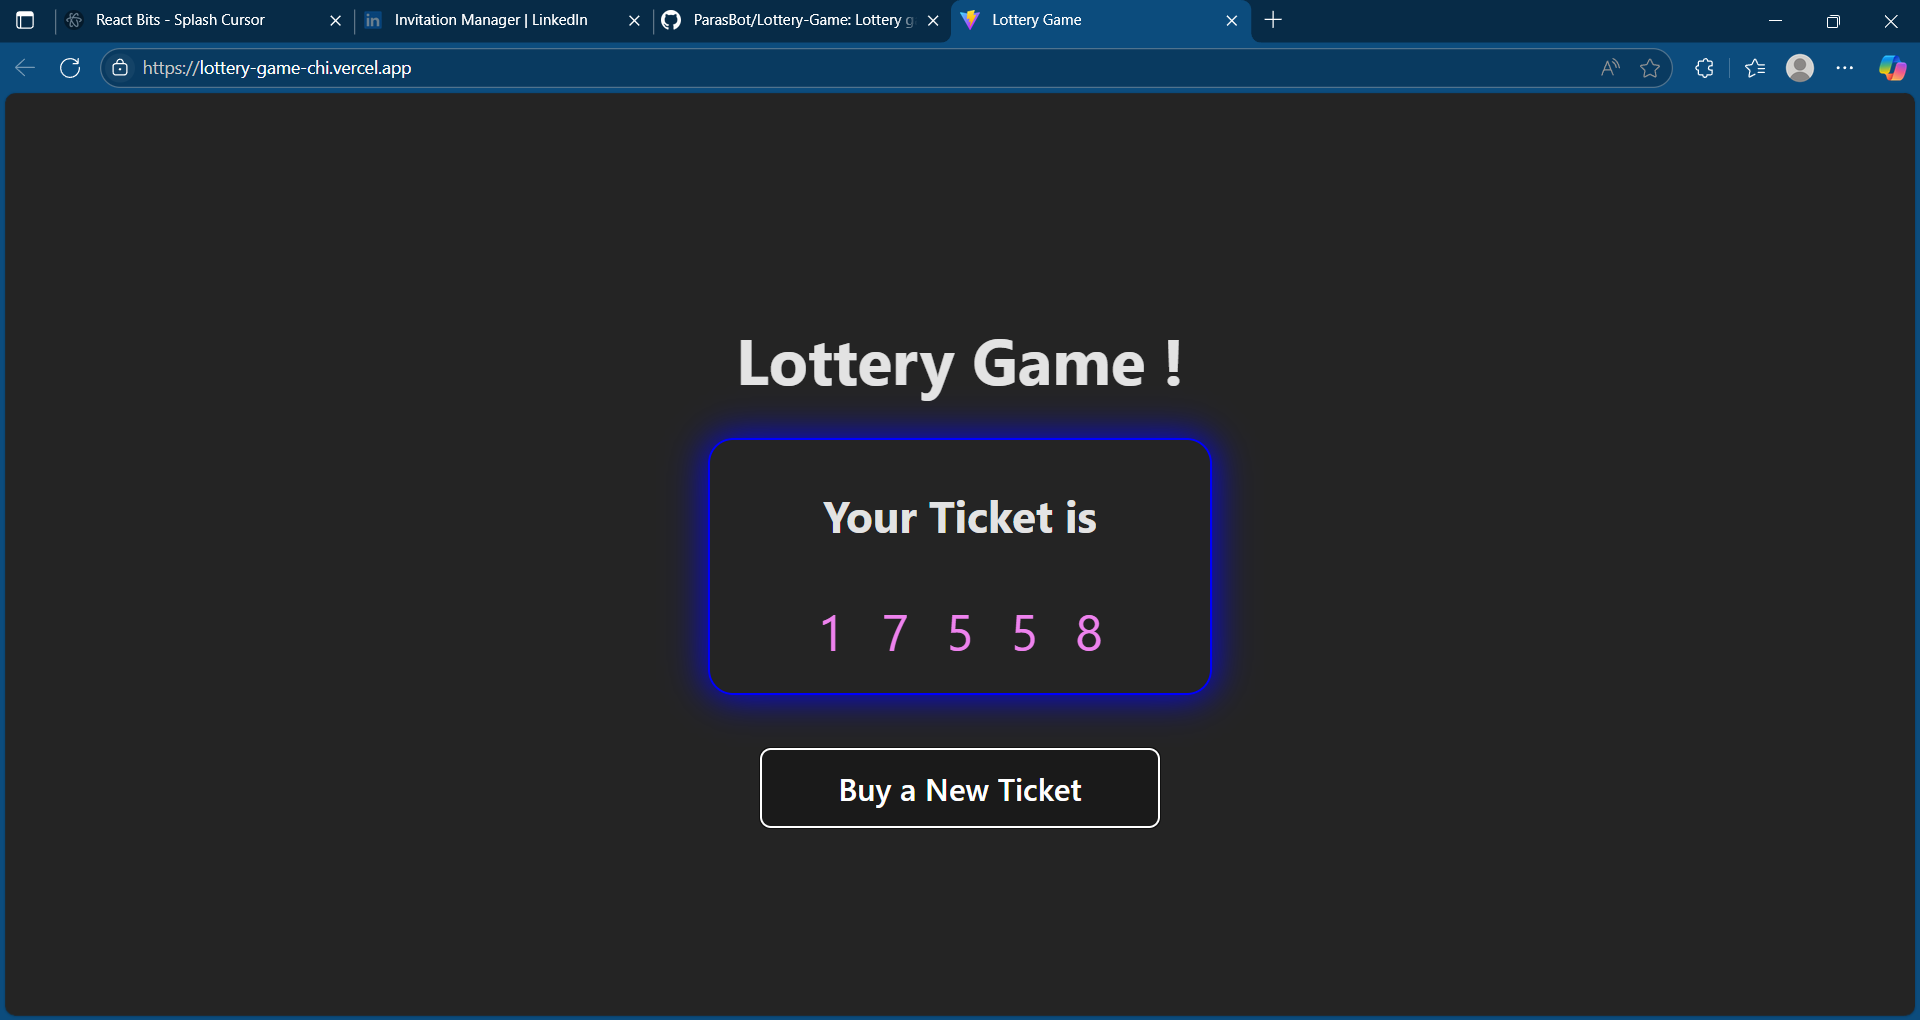 React Bits - Splash Cursor
Invitation Manager | LinkedIn
ParasBot/Lottery-Game: Lottery g
Lottery Game
https://lottery-game-chi.vercel.app
Lottery Game !
Your Ticket is
1 7 5 5 8
Buy a New Ticket